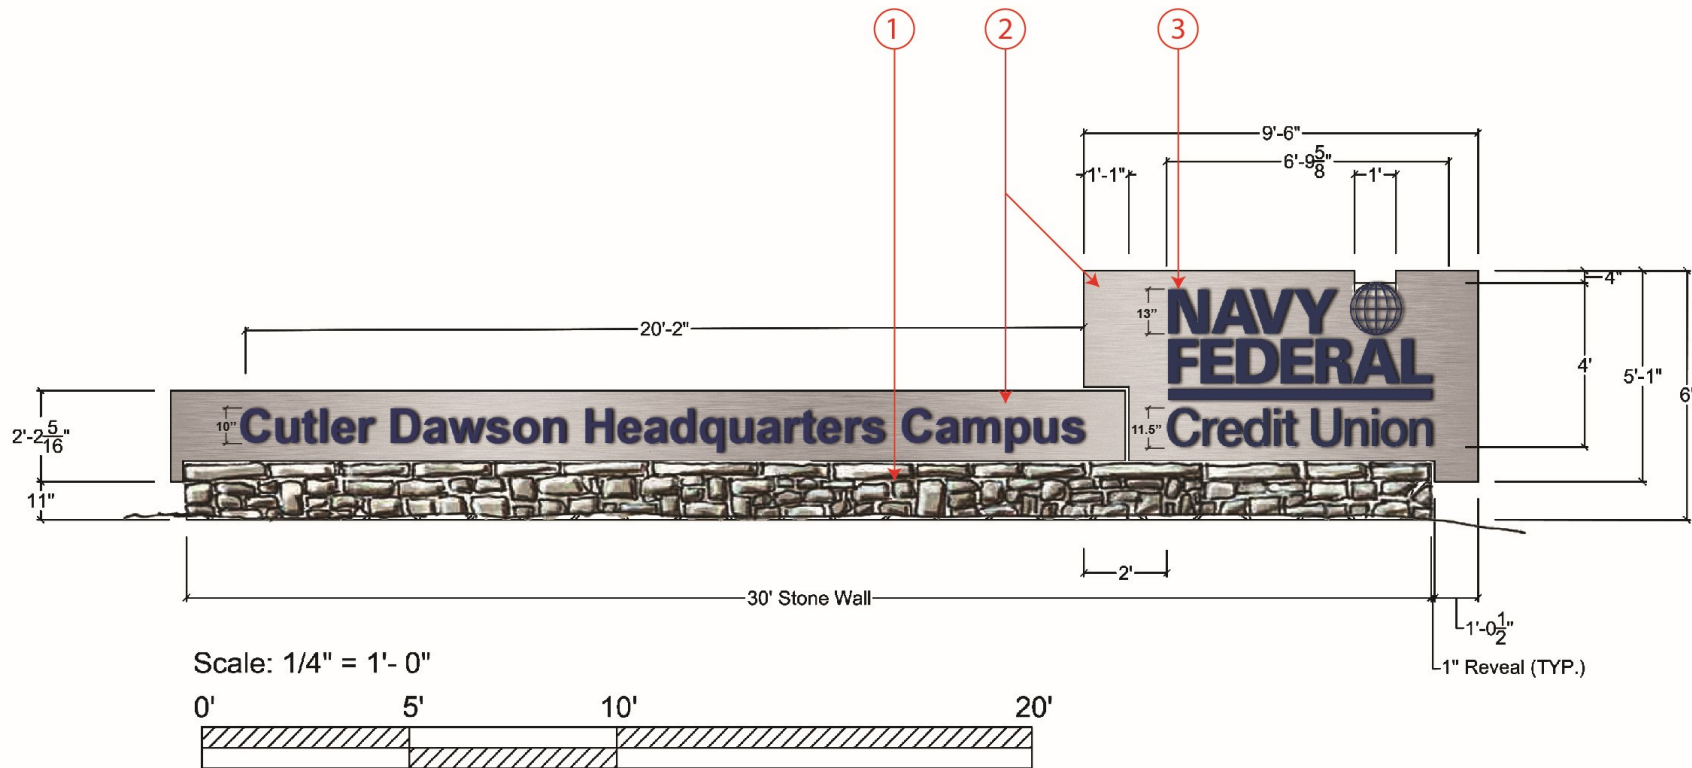 1 2 3
9'-6"
6'-9 5/8"
1'-1" 1'
4"
NAVY
13"
20'-2"
FEDERAL
4'
5'-1"
6'
2'-2 5/16"
10"
Cutler Dawson Headquarters Campus
11.5"
Credit Union
11"
2'
30' Stone Wall
1'-0 1/2"
1" Reveal (TYP.)
Scale: 1/4" = 1'- 0"
0' 5' 10' 20'